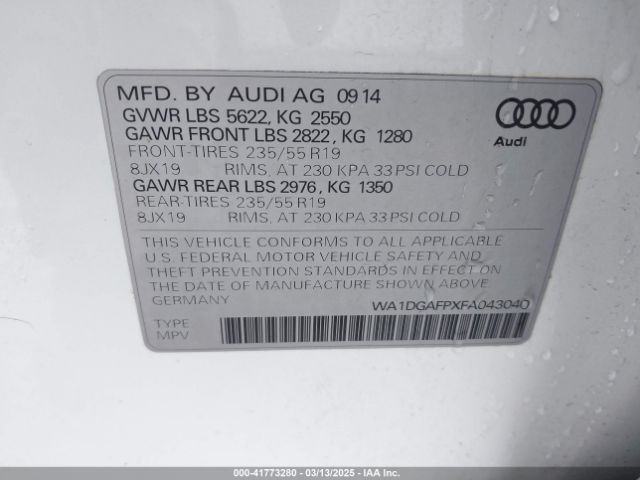 MFD. BY AUDI AG 09 14
GVWR LBS 5622, KG 2550
GAWR FRONT LBS 2822, KG 1280
FRONT-TIRES 235/55 R19
8JX19 RIMS, AT 230 KPA 33 PSI COLD
GAWR REAR LBS 2976, KG 1350
REAR-TIRES 235/55 R19
8JX19 RIMS, AT 230 KPA 33 PSI COLD
Audi
THIS VEHICLE CONFORMS TO ALL APPLICABLE
U.S. FEDERAL MOTOR VEHICLE SAFETY AND
THEFT PREVENTION STANDARDS IN EFFECT ON
THE DATE OF MANUFACTURE SHOWN ABOVE
GERMANY WA1DGAFPXFA043040
TYPE
MPV
000-41773280 - 03/13/2025 - IAA Inc.